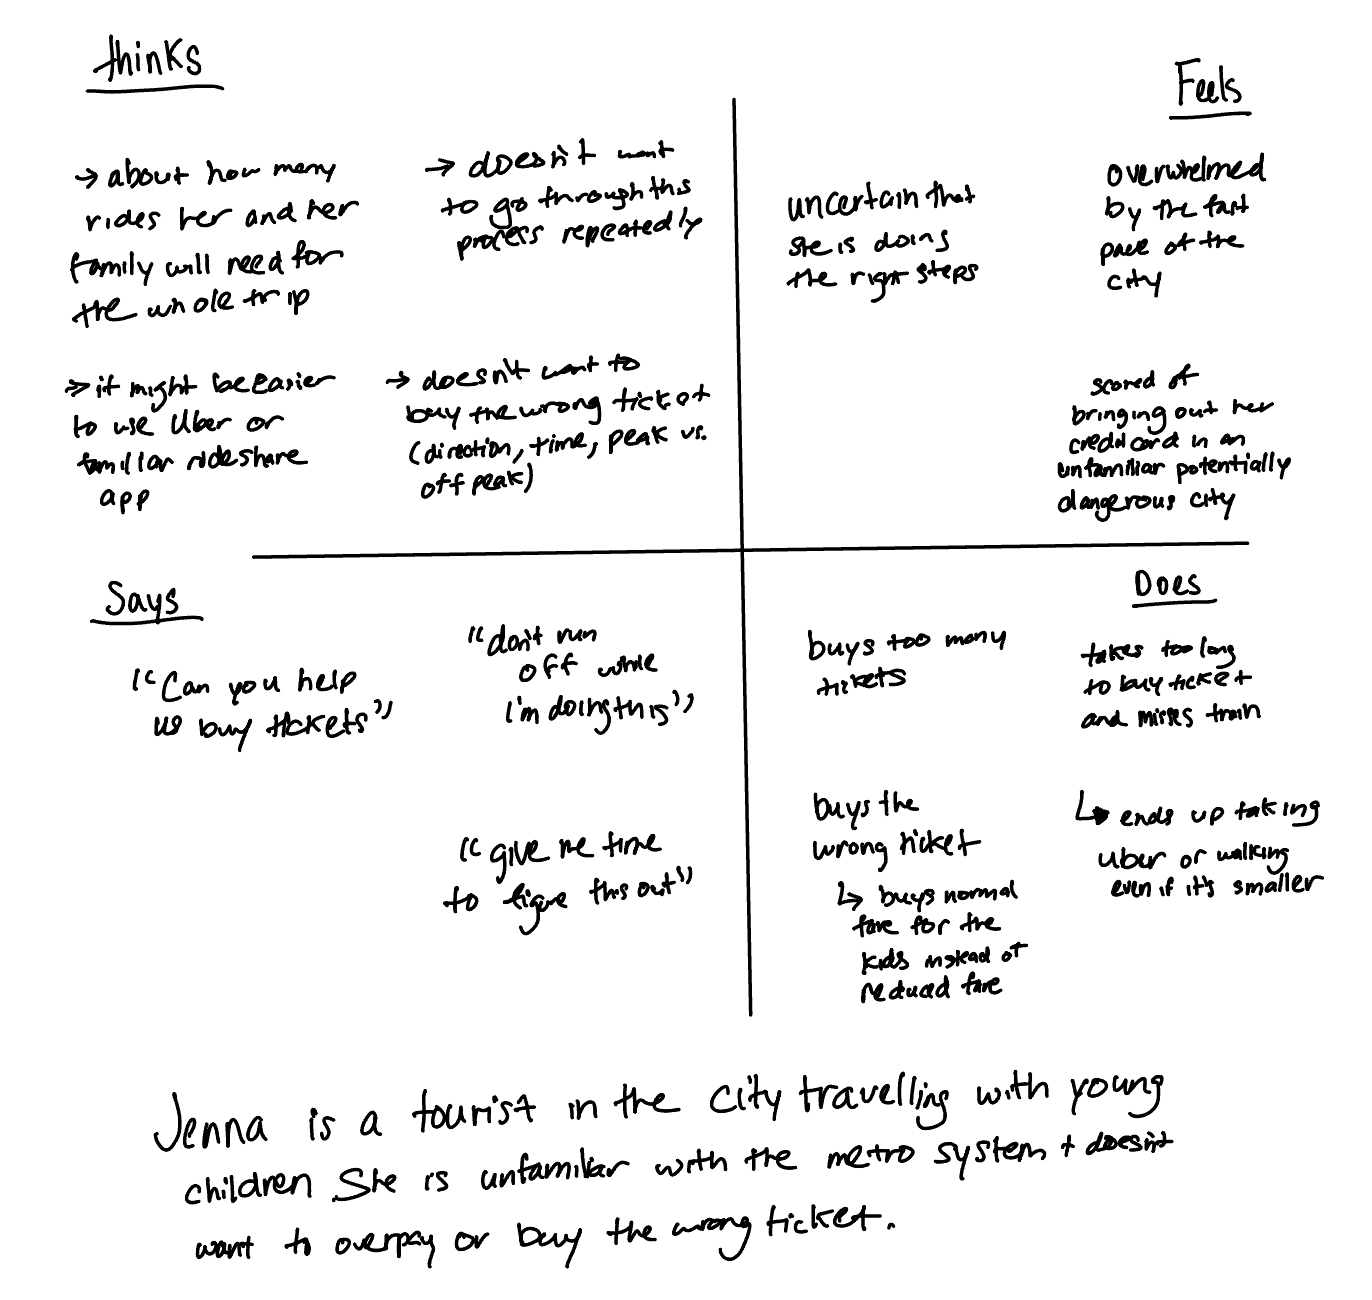 thinks
→ about how many
rides her and her
family will need for
the whole trip
→ doesn't want
to go through this
process repeatedly
→ it might be easier
to use Uber or
familiar rideshare
app
→ doesn't want to
buy the wrong ticket
(direction, time, peak vs.
off peak)
Feels
uncertain that
she is doing
the right steps
overwhelmed
by the fast
pace of the
city
scared of
bringing out her
credit card in an
unfamiliar potentially
dangerous city
Says
"Can you help
us buy tickets"
"don't run
off while
I'm doing this"
"give me time
to figure this out"
Does
buys too many
tickets
takes too long
to buy ticket
and misses train
buys the
wrong ticket
↳ buys normal
fare for the
kids instead of
reduced fare
↳ ends up taking
uber or walking
even if it's smaller
Jenna is a tourist in the city travelling with young
children She is unfamiliar with the metro system + doesn't
want to overpay or buy the wrong ticket.